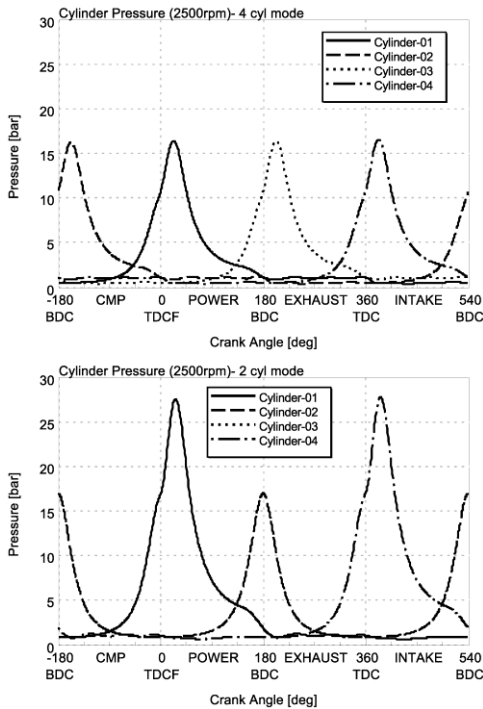 Cylinder Pressure (2500rpm)- 4 cyl mode
30
25
20
15
10
5
0
Pressure [bar]
Cylinder-01
Cylinder-02
Cylinder-03
Cylinder-04
-180 CMP 0 POWER 180 EXHAUST 360 INTAKE 540
BDC TDCF BDC TDC BDC
Crank Angle [deg]
Cylinder Pressure (2500rpm)- 2 cyl mode
30
25
20
15
10
5
0
Pressure [bar]
Cylinder-01
Cylinder-02
Cylinder-03
Cylinder-04
-180 CMP 0 POWER 180 EXHAUST 360 INTAKE 540
BDC TDCF BDC TDC BDC
Crank Angle [deg]